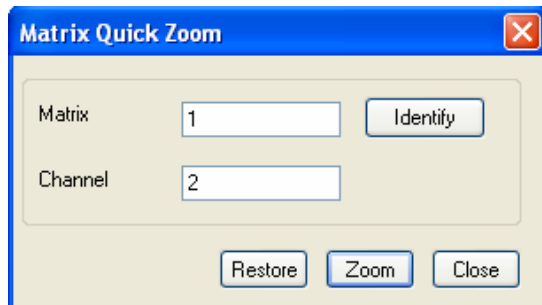 Matrix Quick Zoom
Matrix 1 Identify
Channel 2
Restore Zoom Close